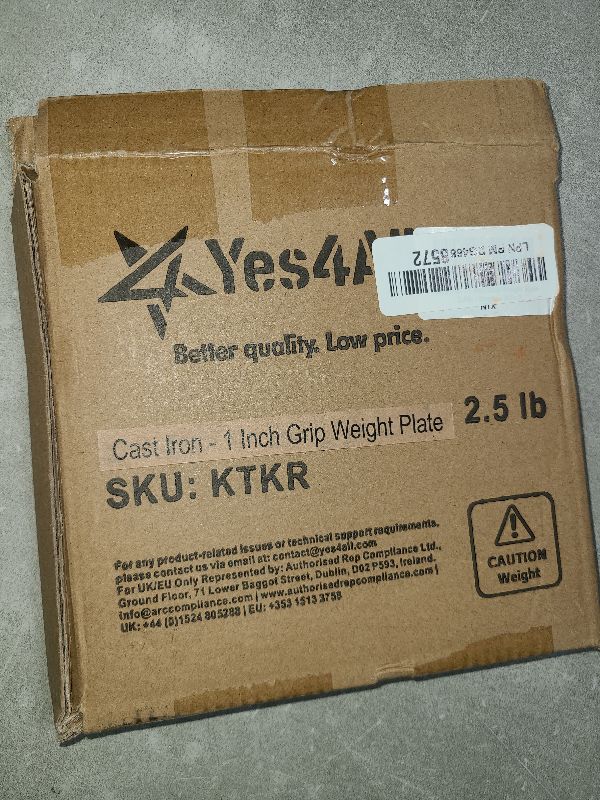 Yes4All
6572
Better quality. Low price.
Cast Iron - 1 Inch Grip Weight Plate
2.5 lb
SKU: KTKR
For any product-related issues or technical support requirements,
please contact us via email at: contact@yes4all.com
For UK/EU Only Represented by: Authorised Rep Compliance Ltd.,
Ground Floor, 71 Lower Baggot Street, Dublin, D02 P593, Ireland.
info@arccompliance.com | www.authorisedrepcompliance.com |
UK: +44 (0)1524 805288 | EU: +353 1513 3759
CAUTION
Weight